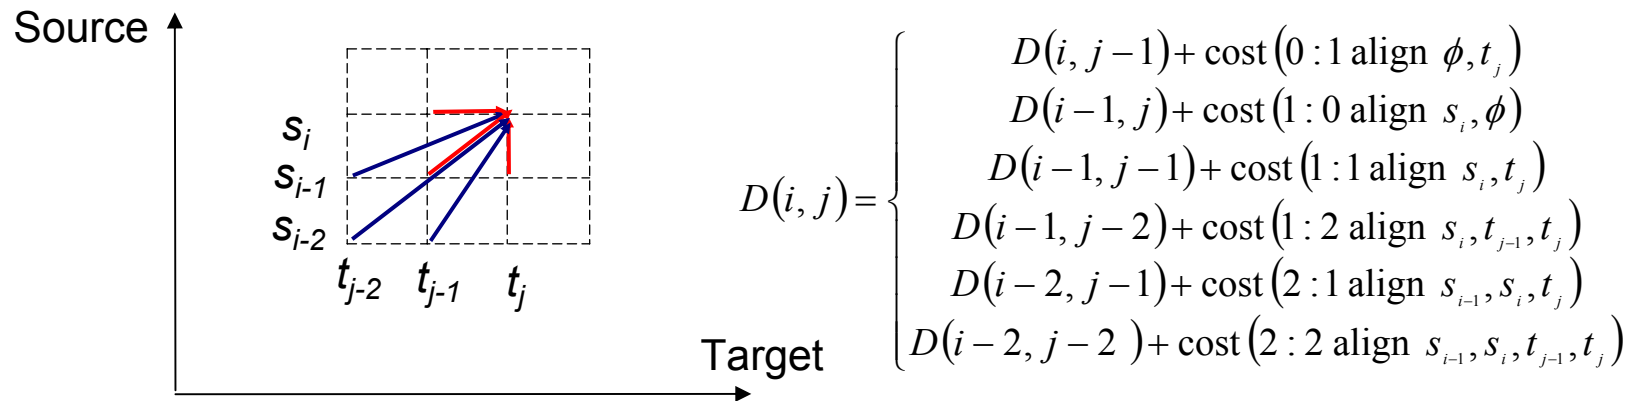 Source
s_i
s_{i-1}
s_{i-2}
t_{j-2} t_{j-1} t_j
Target
D(i, j−1)+ cost(0 : 1 align ϕ, t_j)
D(i−1, j)+ cost(1 : 0 align s_i, ϕ)
D(i−1, j−1)+ cost(1 : 1 align s_i, t_j)
D(i, j)= {
D(i−1, j−2)+ cost(1 : 2 align s_i, t_{j−1}, t_j)
D(i−2, j−1)+ cost(2 : 1 align s_{i−1}, s_i, t_j)
D(i−2, j−2 )+ cost(2 : 2 align s_{i−1}, s_i, t_{j−1}, t_j)